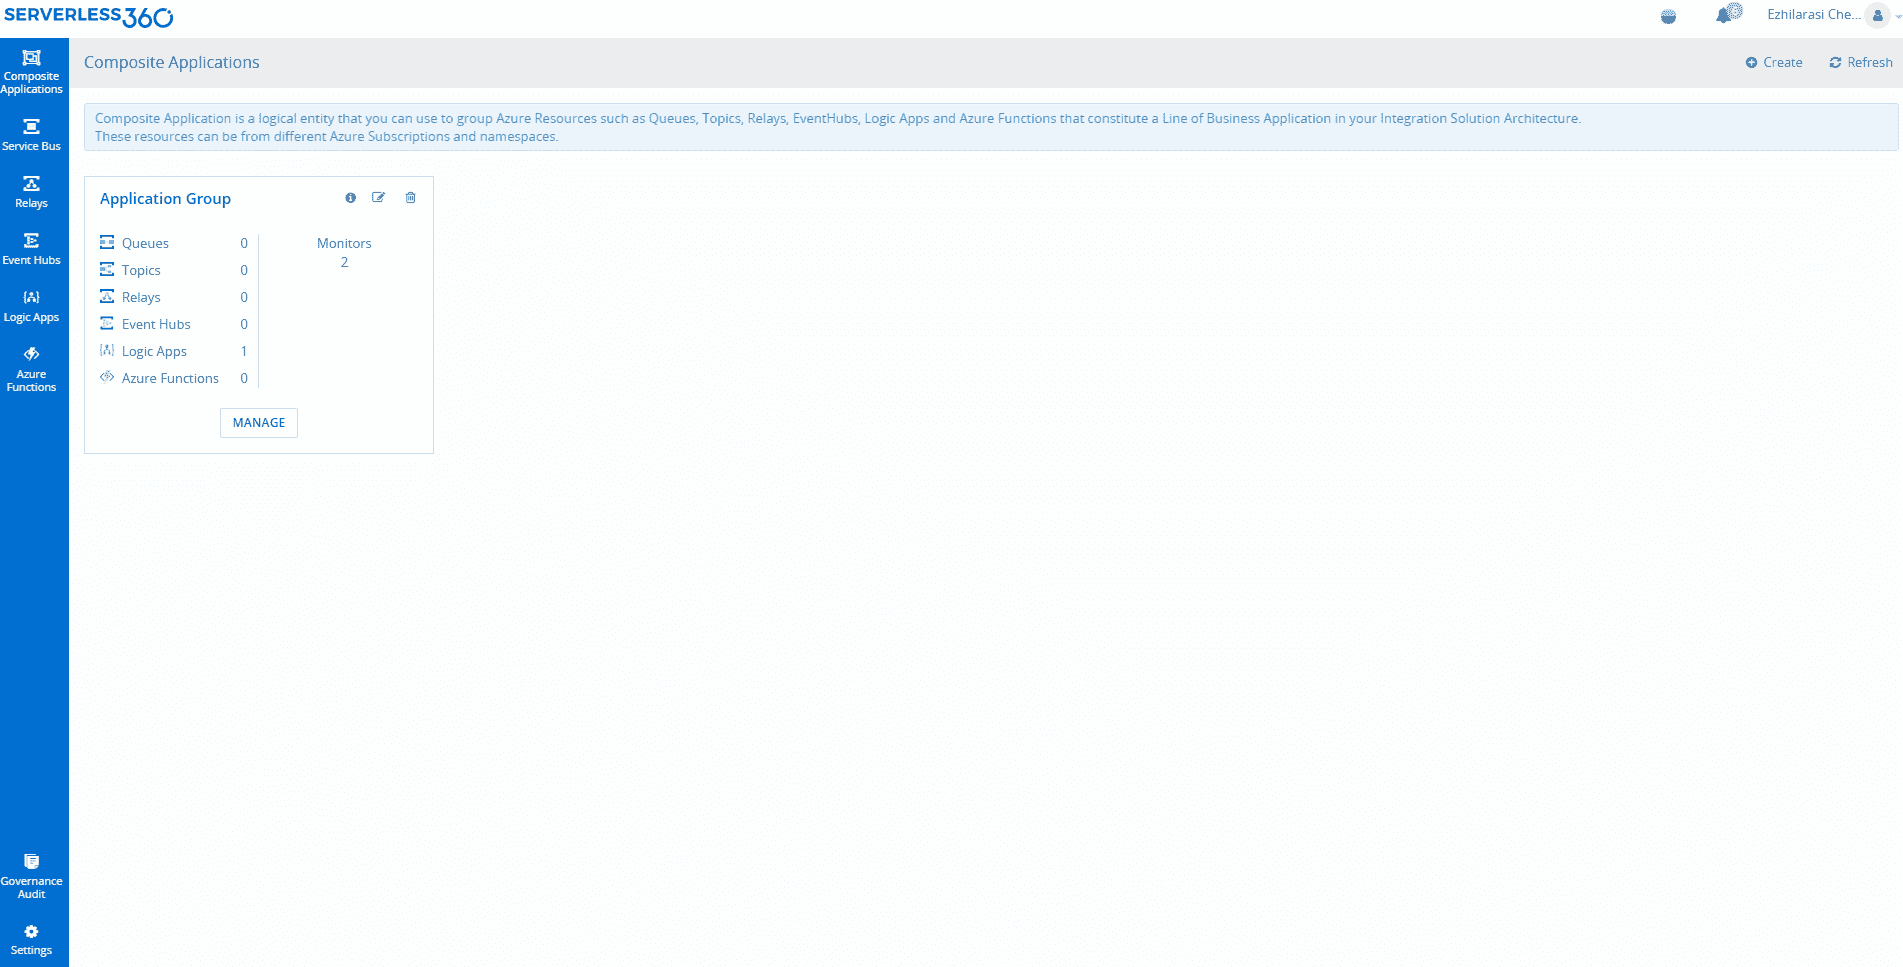 SERVERLESS360
Ezhilarasi Che...
Composite
Applications
Service Bus
Relays
Event Hubs
Logic Apps
Azure
Functions
Governance
Audit
Settings
Composite Applications
Create
Refresh
Composite Application is a logical entity that you can use to group Azure Resources such as Queues, Topics, Relays, EventHubs, Logic Apps and Azure Functions that constitute a Line of Business Application in your Integration Solution Architecture.
These resources can be from different Azure Subscriptions and namespaces.
Application Group
Queues 0
Topics 0
Relays 0
Event Hubs 0
Logic Apps 1
Azure Functions 0
Monitors
2
MANAGE